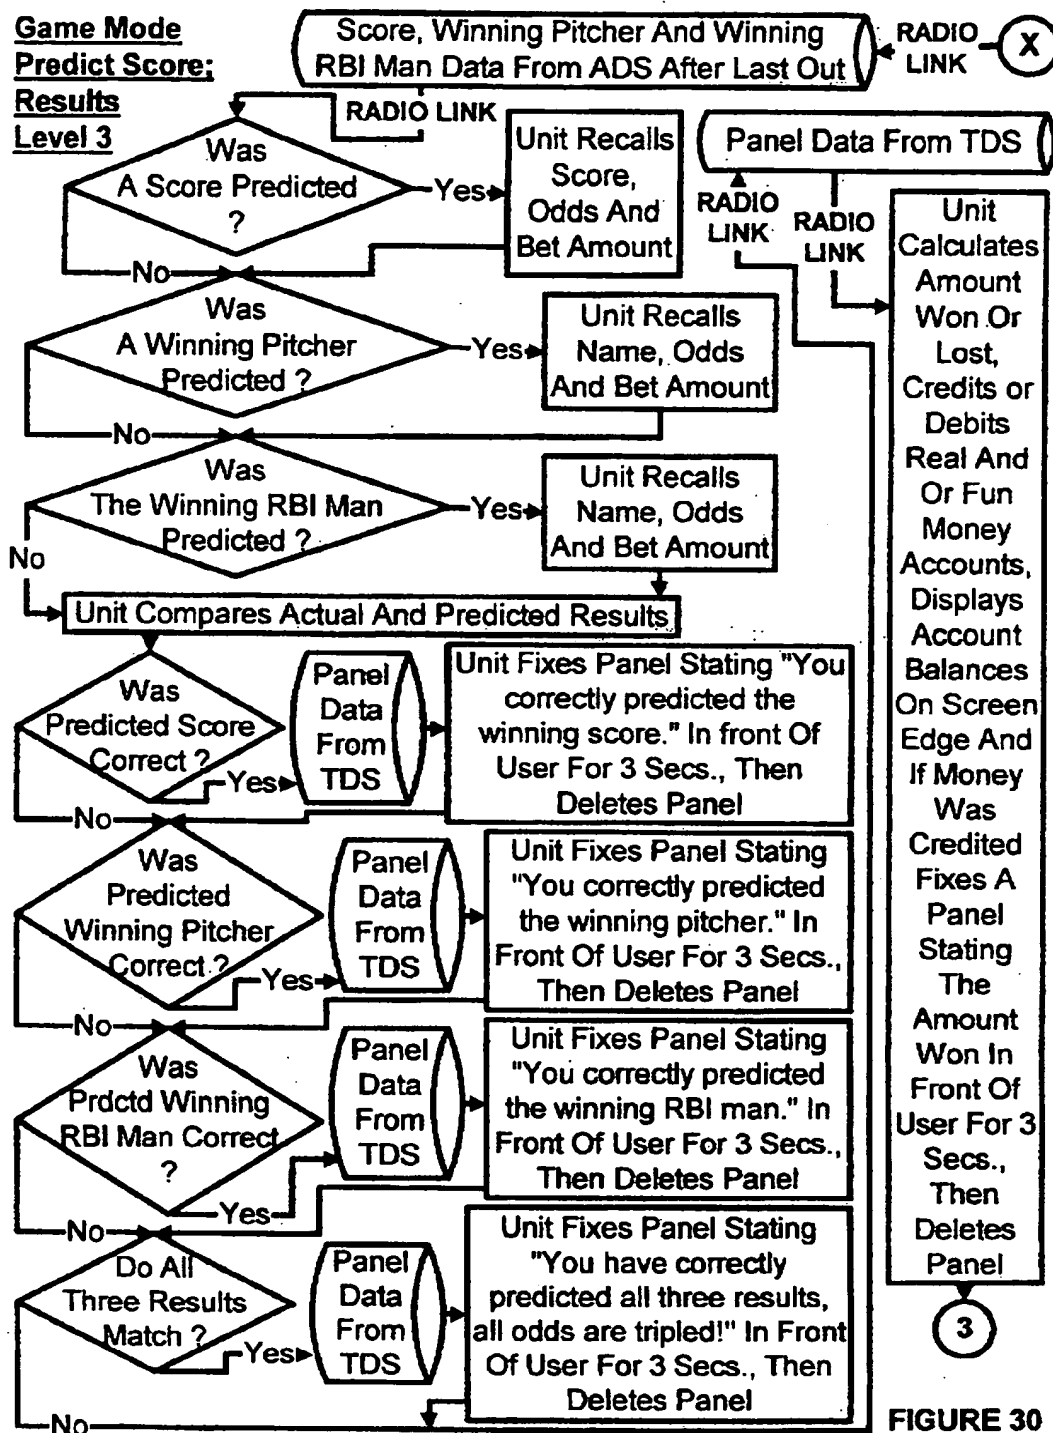 Game Mode
Predict Score;
Results
Level 3
Score, Winning Pitcher And Winning
RBI Man Data From ADS After Last Out
RADIO
LINK
X
RADIO LINK
Was
A Score Predicted
?
Yes
Unit Recalls
Score,
Odds And
Bet Amount
No
Was
A Winning Pitcher
Predicted ?
Yes
Unit Recalls
Name, Odds
And Bet Amount
No
Was
The Winning RBI Man
Predicted ?
Yes
Unit Recalls
Name, Odds
And Bet Amount
No
Unit Compares Actual And Predicted Results
Was
Predicted Score
Correct ?
Yes
Panel
Data
From
TDS
Unit Fixes Panel Stating "You
correctly predicted the
winning score." In front Of
User For 3 Secs., Then
Deletes Panel
No
Was
Predicted
Winning Pitcher
Correct ?
Yes
Panel
Data
From
TDS
Unit Fixes Panel Stating
"You correctly predicted
the winning pitcher." In
Front Of User For 3 Secs.,
Then Deletes Panel
No
Was
Prdctd Winning
RBI Man Correct
?
Yes
Panel
Data
From
TDS
Unit Fixes Panel Stating
"You correctly predicted
the winning RBI man." In
Front Of User For 3 Secs.,
Then Deletes Panel
No
Do All
Three Results
Match ?
Yes
Panel
Data
From
TDS
Unit Fixes Panel Stating
"You have correctly
predicted all three results,
all odds are tripled!" In Front
Of User For 3 Secs., Then
Deletes Panel
No
Panel Data From TDS
RADIO
LINK
RADIO
LINK
Unit
Calculates
Amount
Won Or
Lost,
Credits or
Debits
Real And
Or Fun
Money
Accounts,
Displays
Account
Balances
On Screen
Edge And
If Money
Was
Credited
Fixes A
Panel
Stating
The
Amount
Won In
Front Of
User For 3
Secs.,
Then
Deletes
Panel
3
FIGURE 30